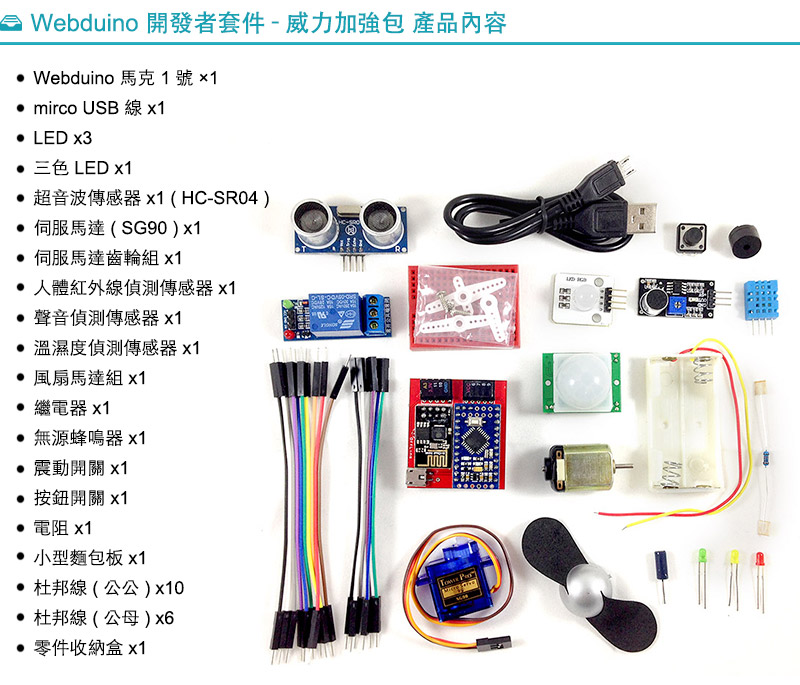 Webduino 開發者套件 - 威力加強包 產品內容
Webduino 馬克 1 號 ×1
mirco USB 線 x1
LED x3
三色 LED x1
超音波傳感器 x1 ( HC-SR04 )
伺服馬達 ( SG90 ) x1
伺服馬達齒輪組 x1
人體紅外線偵測傳感器 x1
聲音偵測傳感器 x1
溫濕度偵測傳感器 x1
風扇馬達組 x1
繼電器 x1
無源蜂鳴器 x1
震動開關 x1
按鈕開關 x1
電阻 x1
小型麵包板 x1
杜邦線 ( 公公 ) x10
杜邦線 ( 公母 ) x6
零件收納盒 x1
HC-SR0
T
R
LED RGB
TOWER PRO
SG90